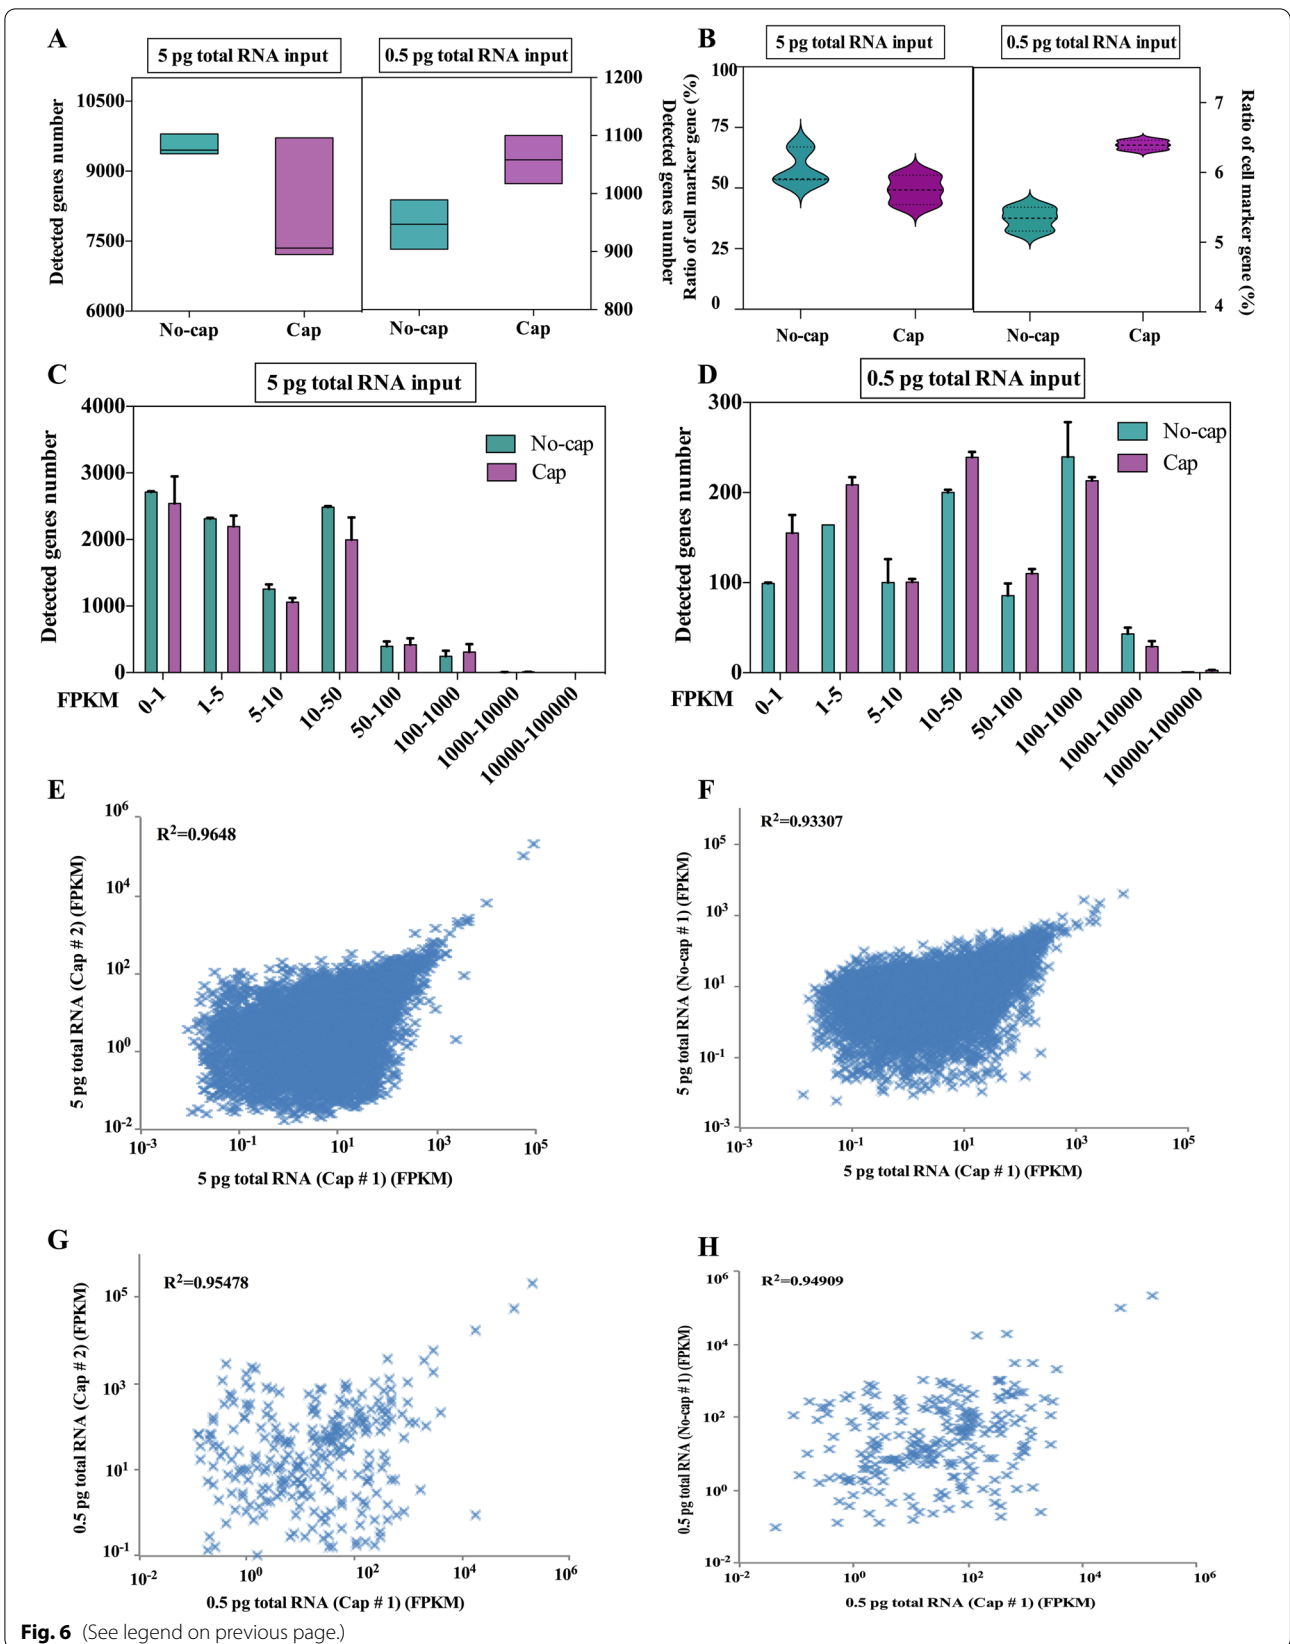 A
5 pg total RNA input
0.5 pg total RNA input
Detected genes number
10500
9000
7500
6000
1200
1100
1000
900
800
Detected genes number
No-cap
Cap
No-cap
Cap
B
5 pg total RNA input
0.5 pg total RNA input
Ratio of cell marker gene (%)
100
75
50
25
0
7
6
5
4
Ratio of cell marker gene (%)
No-cap
Cap
No-cap
Cap
C
5 pg total RNA input
Detected genes number
4000
3000
2000
1000
0
No-cap
Cap
FPKM
0-1
1-5
5-10
10-50
50-100
100-1000
1000-10000
10000-100000
D
0.5 pg total RNA input
Detected genes number
300
200
100
0
No-cap
Cap
FPKM
0-1
1-5
5-10
10-50
50-100
100-1000
1000-10000
10000-100000
E
R²=0.9648
5 pg total RNA (Cap # 2) (FPKM)
10⁶
10⁴
10²
10⁰
10⁻²
10⁻³
10⁻¹
10¹
10³
10⁵
5 pg total RNA (Cap # 1) (FPKM)
F
R²=0.93307
5 pg total RNA (No-cap # 1) (FPKM)
10⁵
10³
10¹
10⁻¹
10⁻³
10⁻³
10⁻¹
10¹
10³
10⁵
5 pg total RNA (Cap # 1) (FPKM)
G
R²=0.95478
0.5 pg total RNA (Cap # 2) (FPKM)
10⁵
10³
10¹
10⁻¹
10⁻²
10⁰
10²
10⁴
10⁶
0.5 pg total RNA (Cap # 1) (FPKM)
H
R²=0.94909
0.5 pg total RNA (No-cap # 1) (FPKM)
10⁶
10⁴
10²
10⁰
10⁻²
10⁻²
10⁰
10²
10⁴
10⁶
0.5 pg total RNA (Cap # 1) (FPKM)
Fig. 6 (See legend on previous page.)